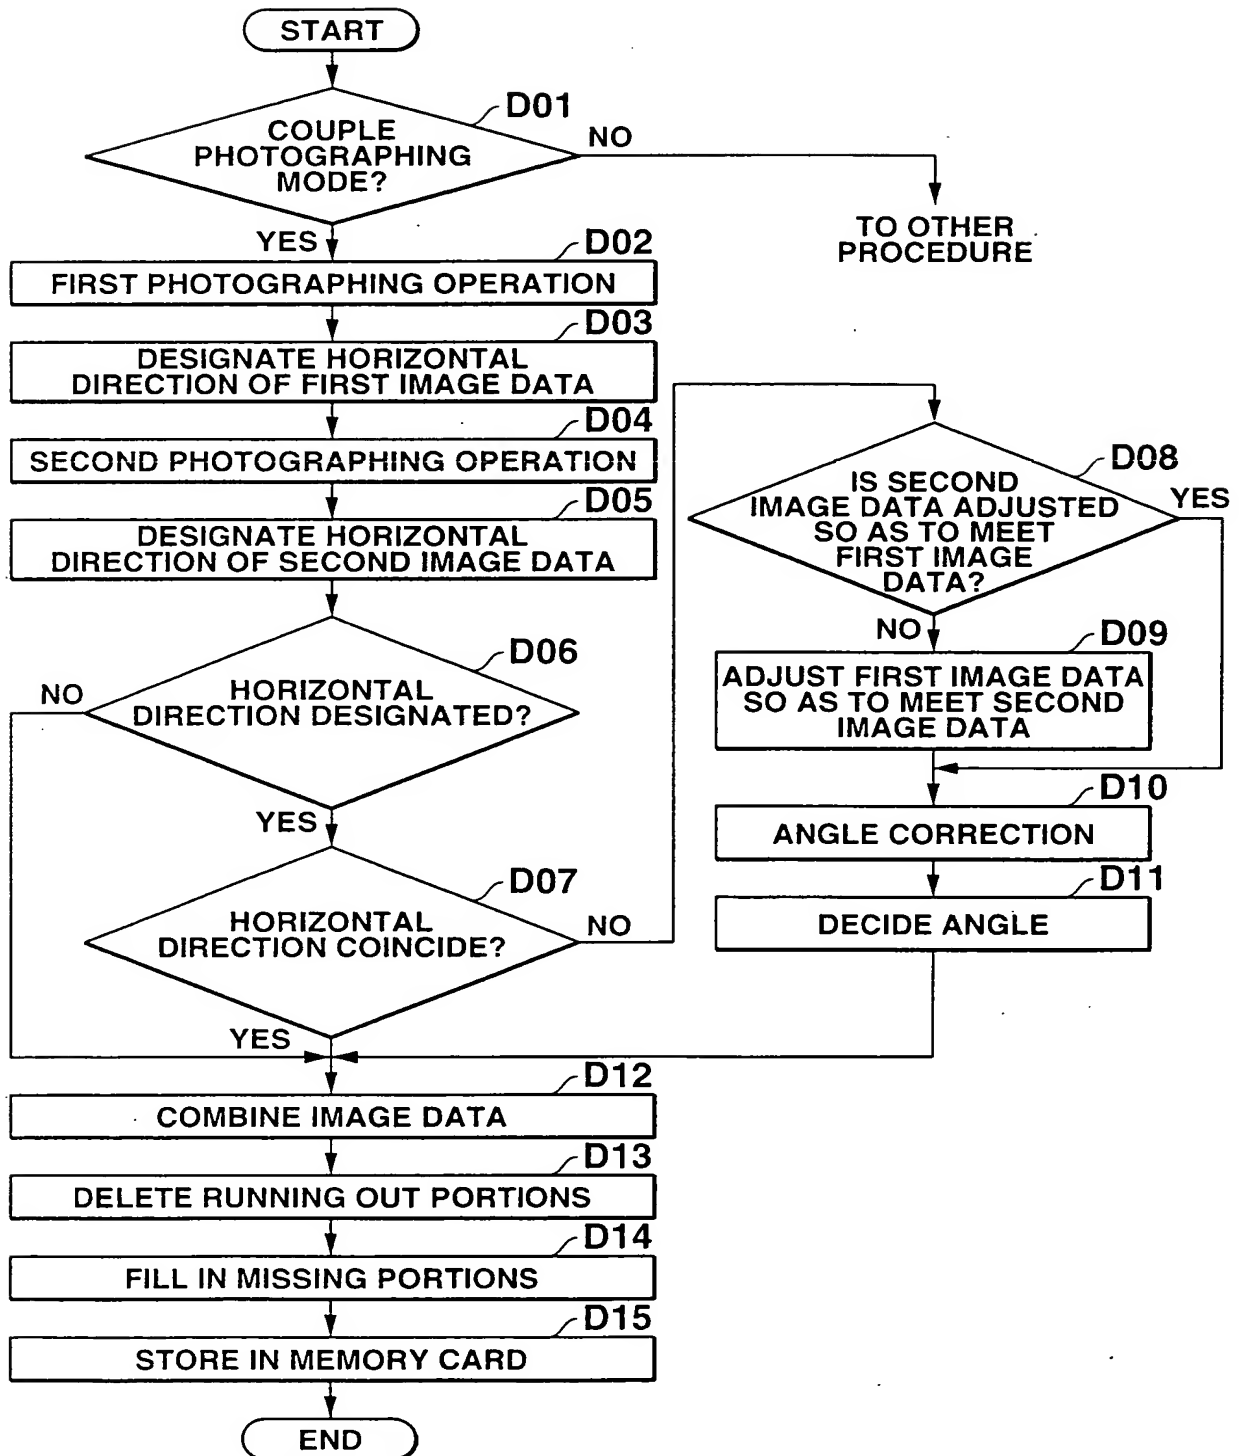 START
D01
COUPLE
PHOTOGRAPHING
MODE?
NO
TO OTHER
PROCEDURE
YES
D02
FIRST PHOTOGRAPHING OPERATION
D03
DESIGNATE HORIZONTAL
DIRECTION OF FIRST IMAGE DATA
D04
SECOND PHOTOGRAPHING OPERATION
D05
DESIGNATE HORIZONTAL
DIRECTION OF SECOND IMAGE DATA
D06
HORIZONTAL
DIRECTION DESIGNATED?
NO
YES
D07
HORIZONTAL
DIRECTION COINCIDE?
NO
YES
D08
IS SECOND
IMAGE DATA ADJUSTED
SO AS TO MEET
FIRST IMAGE
DATA?
YES
NO
D09
ADJUST FIRST IMAGE DATA
SO AS TO MEET SECOND
IMAGE DATA
D10
ANGLE CORRECTION
D11
DECIDE ANGLE
D12
COMBINE IMAGE DATA
D13
DELETE RUNNING OUT PORTIONS
D14
FILL IN MISSING PORTIONS
D15
STORE IN MEMORY CARD
END